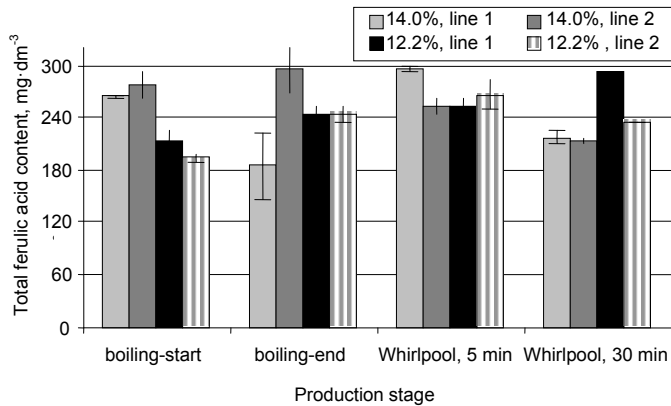 14.0%, line 1
14.0%, line 2
12.2%, line 1
12.2% , line 2
Total ferulic acid content, mg·dm⁻³
300
240
180
120
60
0
boiling-start
boiling-end
Whirlpool, 5 min
Whirlpool, 30 min
Production stage